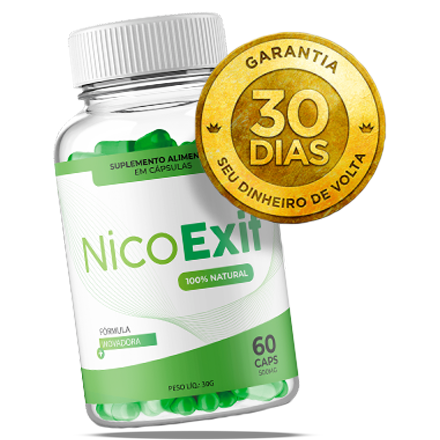 GARANTIA
30
DIAS
SEU DINHEIRO DE VOLTA
SUPLEMENTO
EM CÁPSULAS
NicoExit
100% NATURAL
FÓRMULA
INOVADORA
60
CAPS
500MG
PESO LÍQ.: 30G